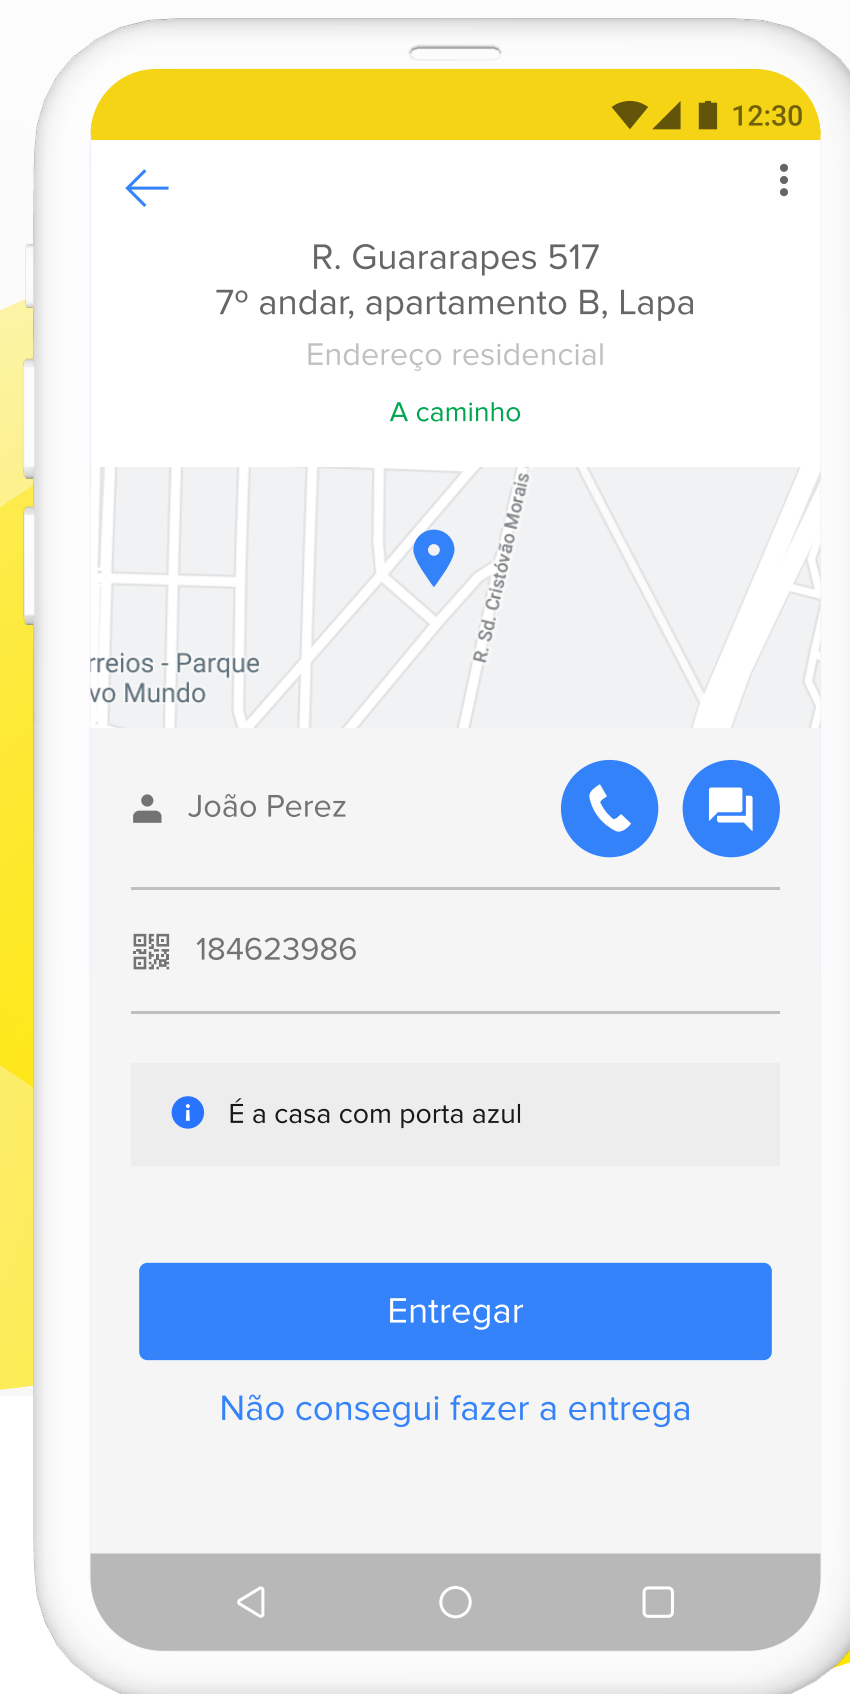 12:30
R. Guararapes 517
7º andar, apartamento B, Lapa
Endereço residencial
A caminho
R. Sd. Cristóvão Morais
rreios - Parque
vo Mundo
João Perez
184623986
É a casa com porta azul
Entregar
Não consegui fazer a entrega